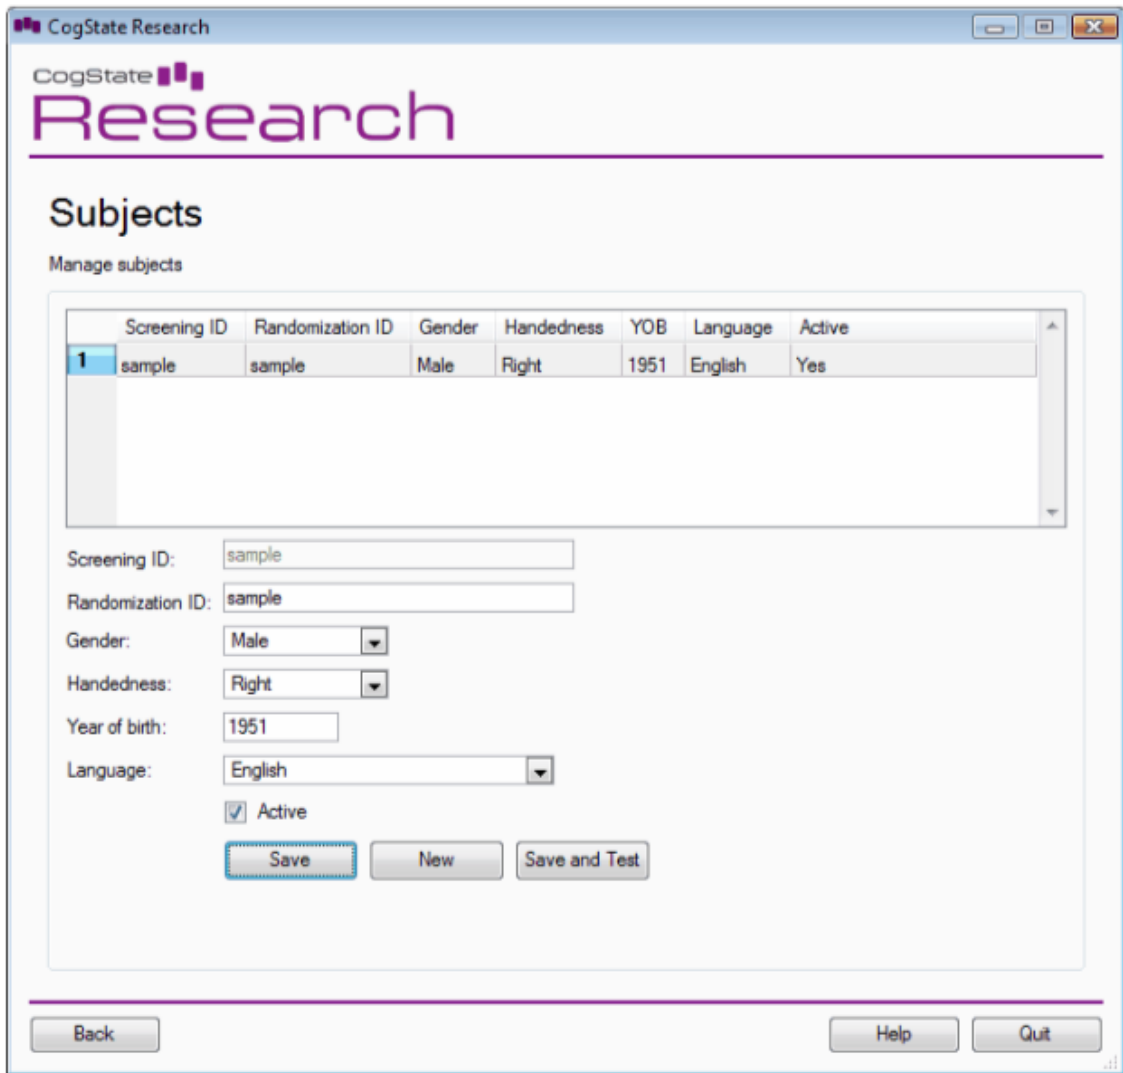 CogState Research
CogState
Research
Subjects
Manage subjects
Screening ID Randomization ID Gender Handedness YOB Language Active
1 sample sample Male Right 1951 English Yes
Screening ID: sample
Randomization ID: sample
Gender: Male
Handedness: Right
Year of birth: 1951
Language: English
Active
Save New Save and Test
Back Help Quit